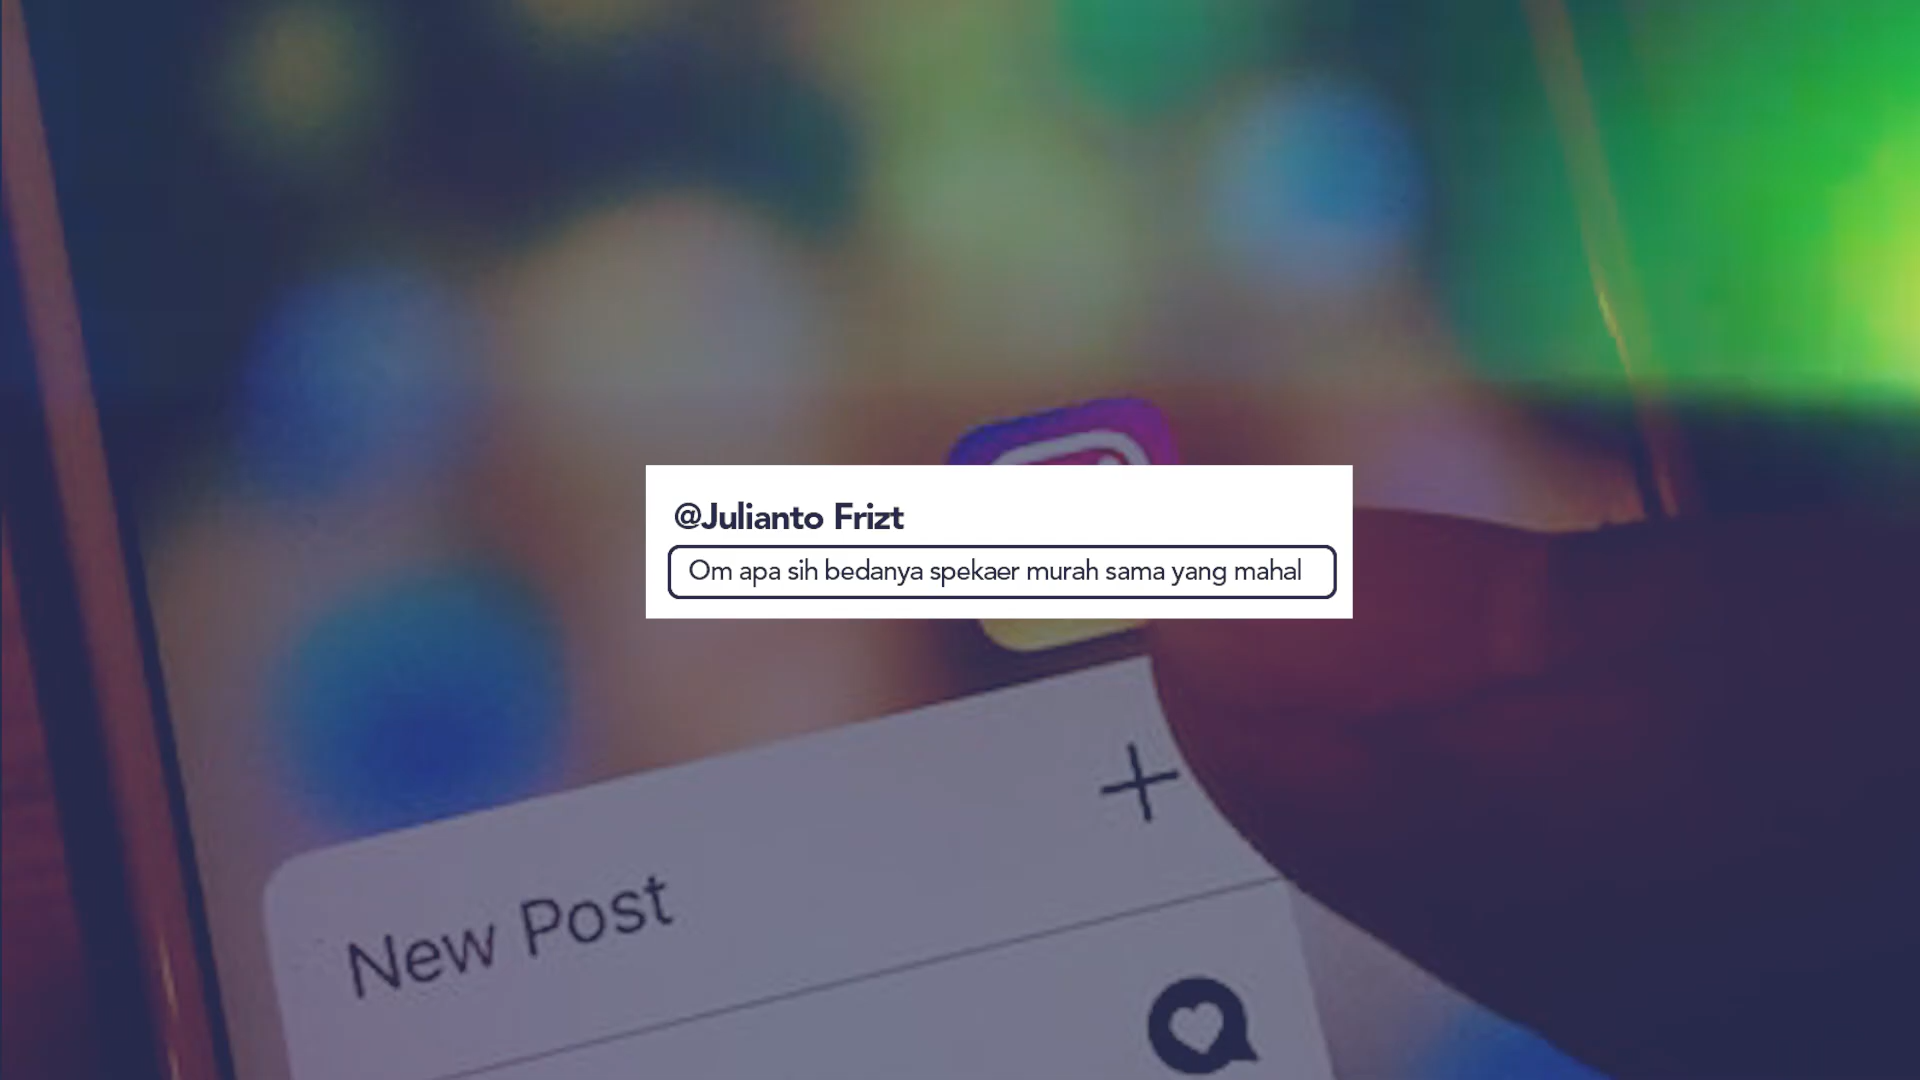 @Julianto Frizt
Om apa sih bedanya spekaer murah sama yang mahal
New Post